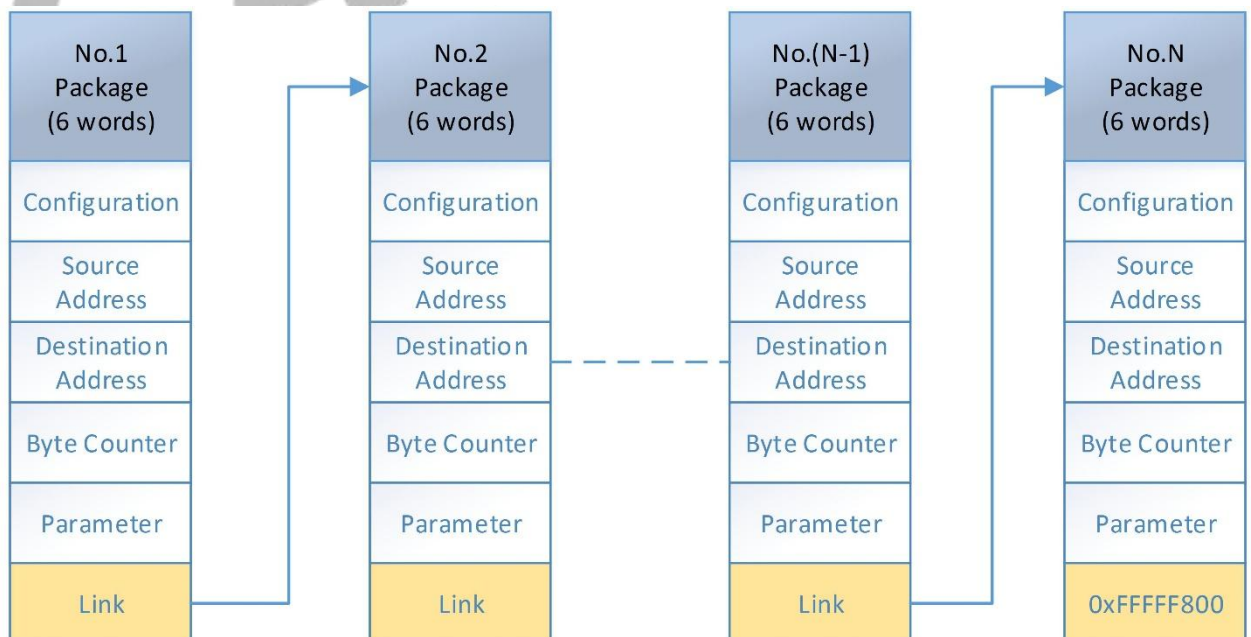 No.1
Package
(6 words)
Configuration
Source
Address
Destination
Address
Byte Counter
Parameter
Link
No.2
Package
(6 words)
Configuration
Source
Address
Destination
Address
Byte Counter
Parameter
Link
No.(N-1)
Package
(6 words)
Configuration
Source
Address
Destination
Address
Byte Counter
Parameter
Link
No.N
Package
(6 words)
Configuration
Source
Address
Destination
Address
Byte Counter
Parameter
0xFFFFF800